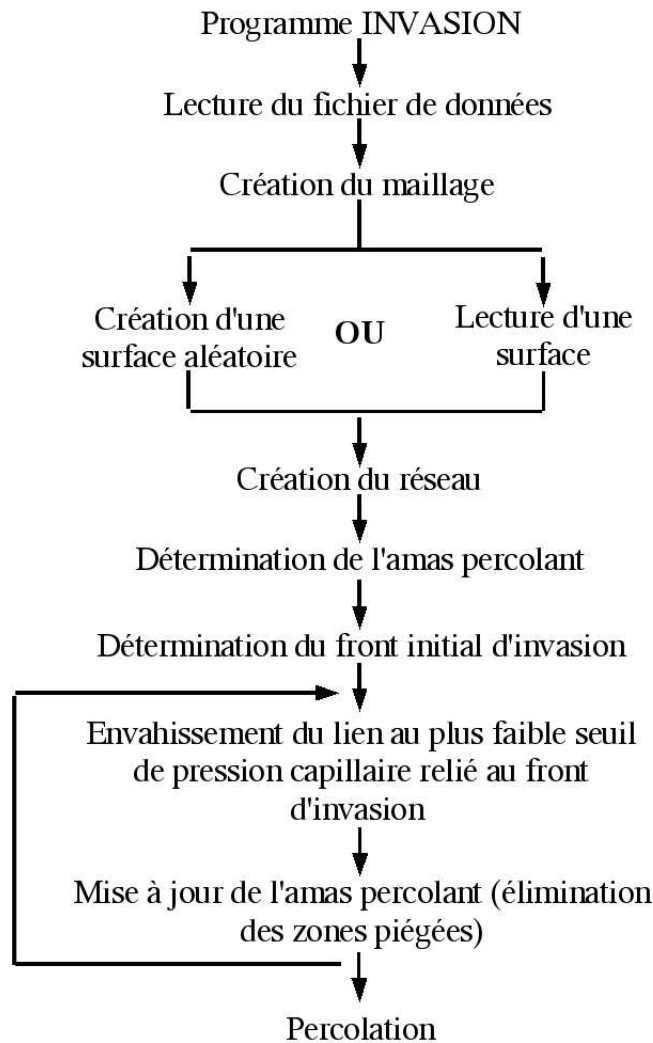 Programme INVASION
Lecture du fichier de données
Création du maillage
Création d'une
surface aléatoire
OU
Lecture d'une
surface
Création du réseau
Détermination de l'amas percolant
Détermination du front initial d'invasion
Envahissement du lien au plus faible seuil
de pression capillaire relié au front
d'invasion
Mise à jour de l'amas percolant (élimination
des zones piégées)
Percolation